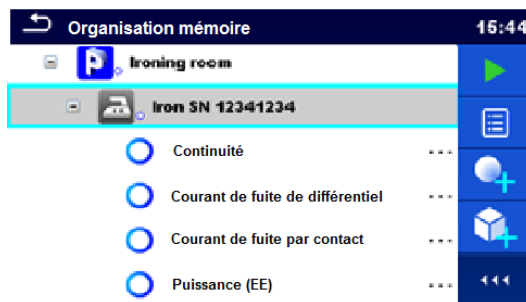 Organisation mémoire 15:44
Ironing room
Iron SN 12341234
Continuité ...
Courant de fuite de différentiel ...
Courant de fuite par contact ...
Puissance (EE) ...